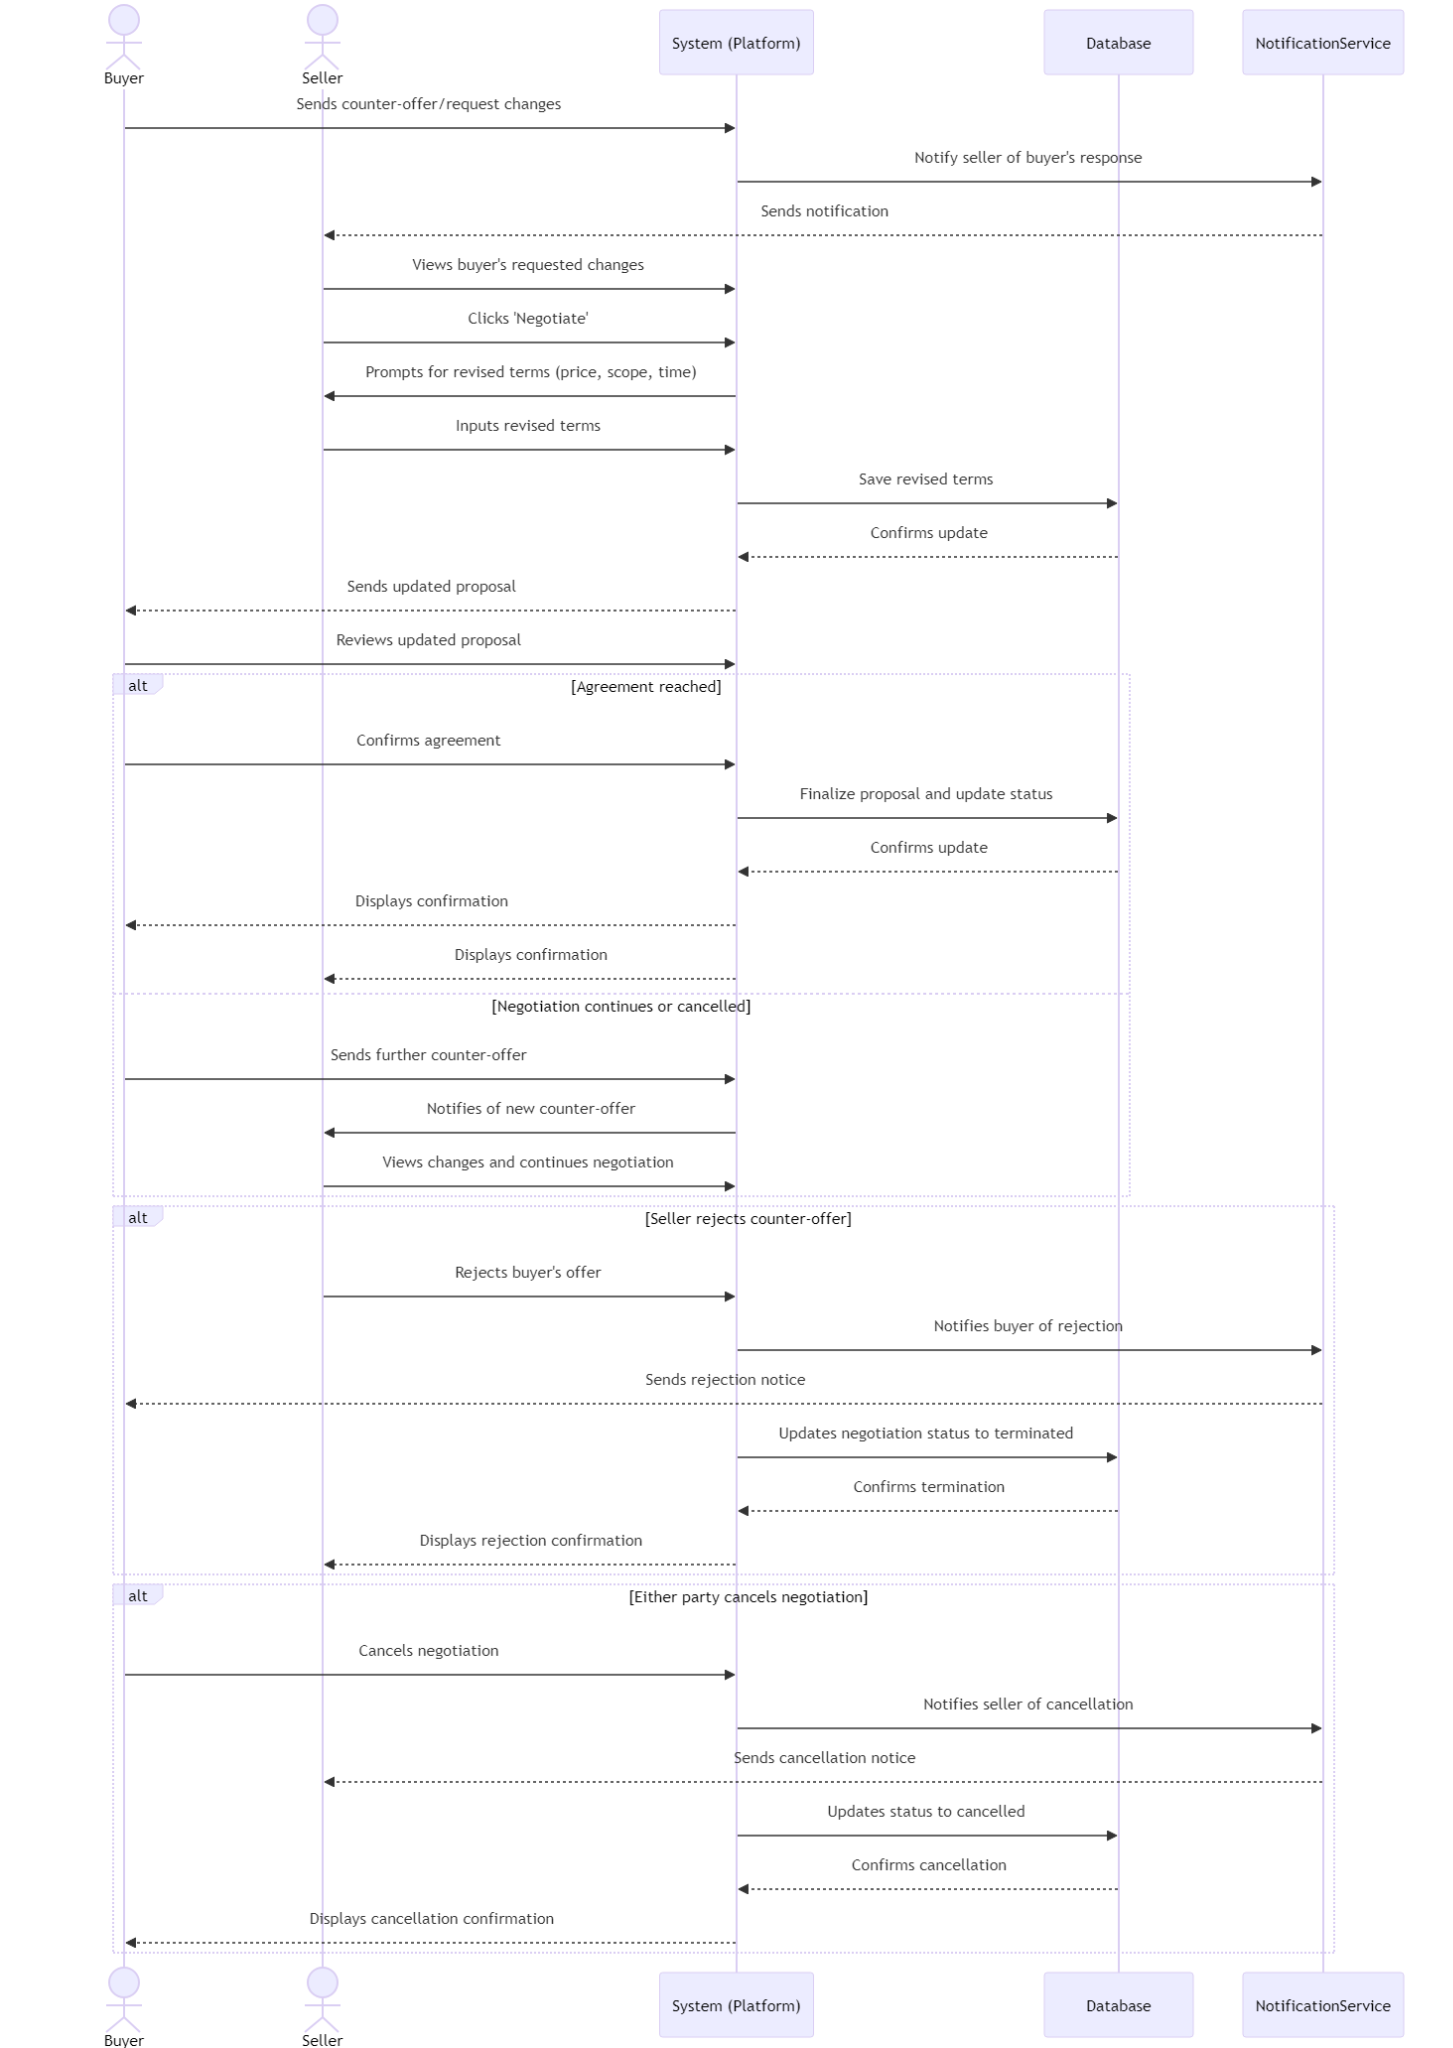 Buyer
Seller
System (Platform)
Database
NotificationService
Sends counter-offer/request changes
Notify seller of buyer's response
Sends notification
Views buyer's requested changes
Clicks 'Negotiate'
Prompts for revised terms (price, scope, time)
Inputs revised terms
Save revised terms
Confirms update
Sends updated proposal
Reviews updated proposal
alt
[Agreement reached]
Confirms agreement
Finalize proposal and update status
Confirms update
Displays confirmation
Displays confirmation
[Negotiation continues or cancelled]
Sends further counter-offer
Notifies of new counter-offer
Views changes and continues negotiation
alt
[Seller rejects counter-offer]
Rejects buyer's offer
Notifies buyer of rejection
Sends rejection notice
Updates negotiation status to terminated
Confirms termination
Displays rejection confirmation
alt
[Either party cancels negotiation]
Cancels negotiation
Notifies seller of cancellation
Sends cancellation notice
Updates status to cancelled
Confirms cancellation
Displays cancellation confirmation
Buyer
Seller
System (Platform)
Database
NotificationService